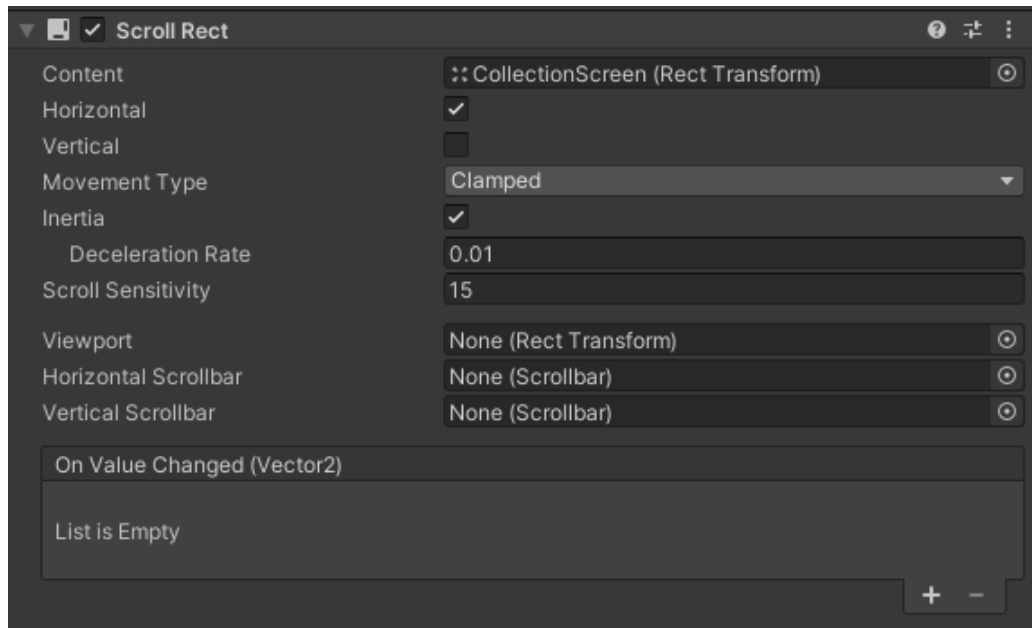 Scroll Rect
Content CollectionScreen (Rect Transform)
Horizontal
Vertical
Movement Type Clamped
Inertia
Deceleration Rate 0.01
Scroll Sensitivity 15
Viewport None (Rect Transform)
Horizontal Scrollbar None (Scrollbar)
Vertical Scrollbar None (Scrollbar)
On Value Changed (Vector2)
List is Empty